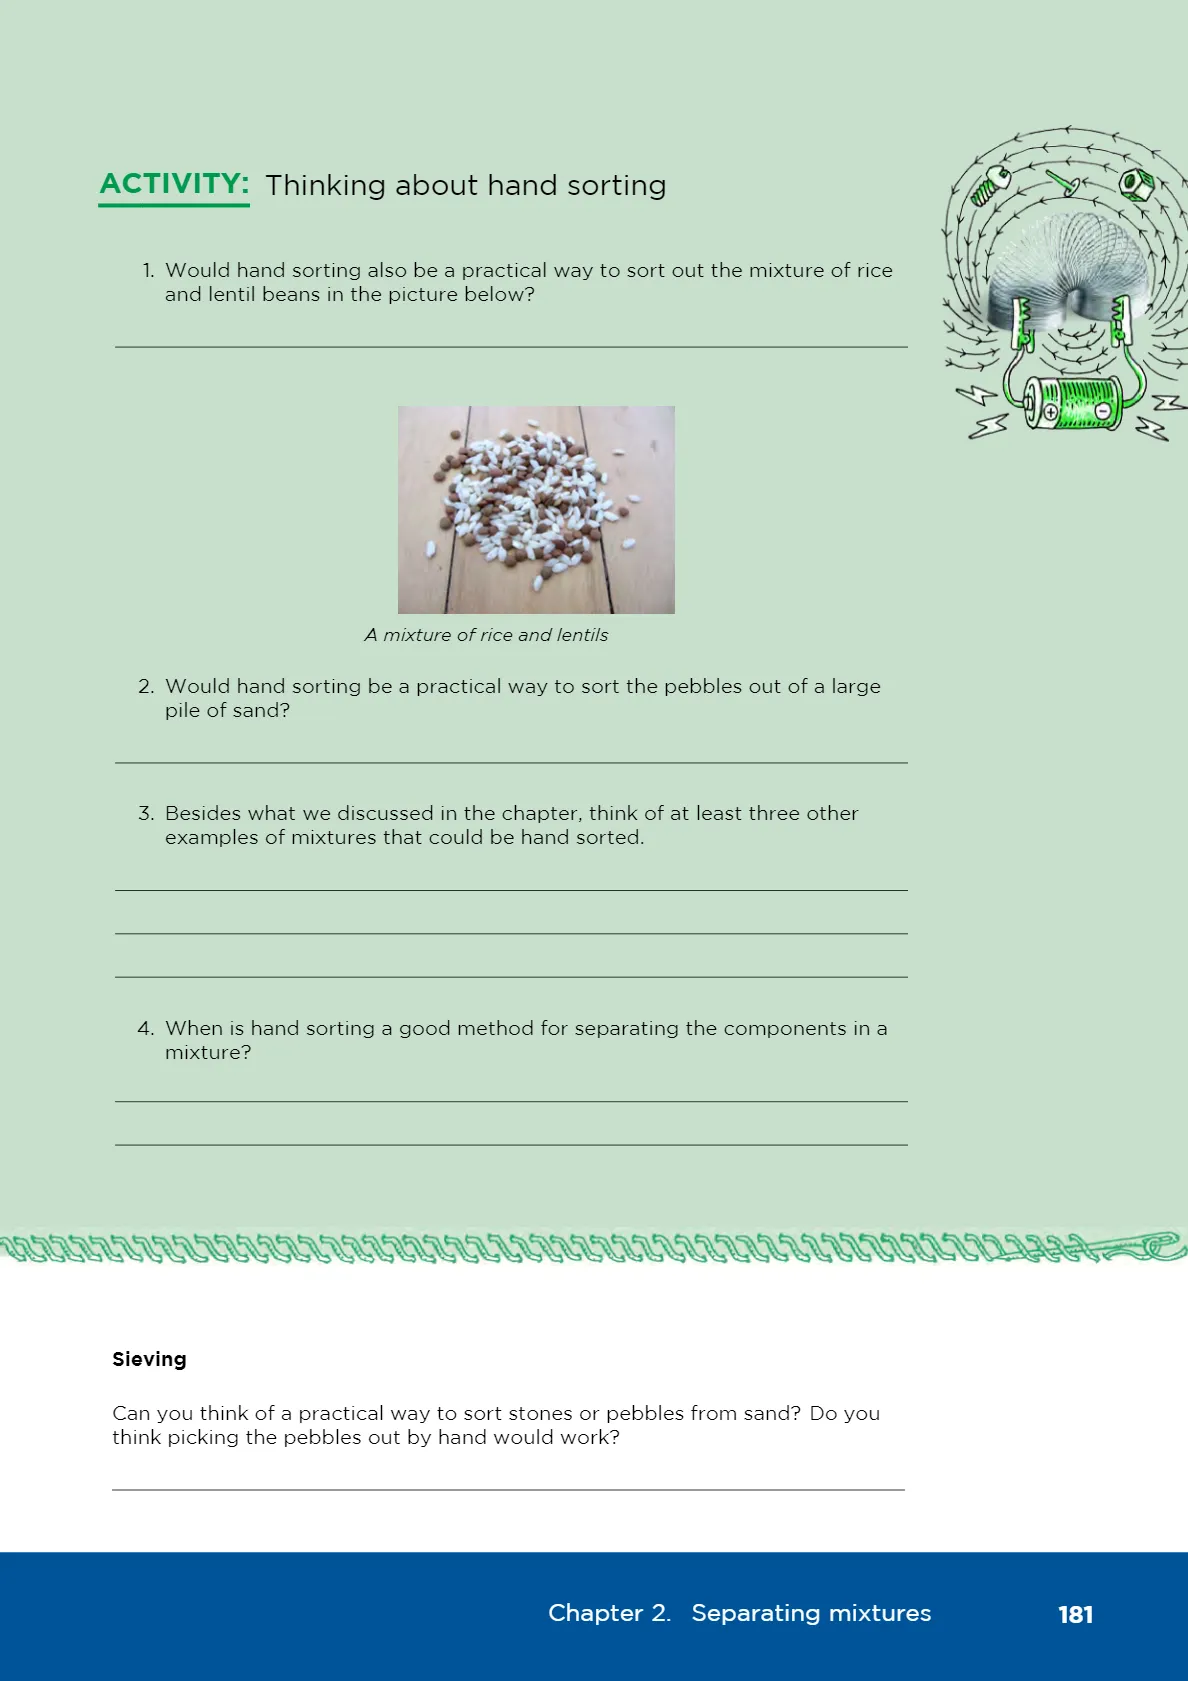 ACTIVITY: Thinking about hand sorting
1. Would hand sorting also be a practical way to sort out the mixture of rice
and lentil beans in the picture below?
A mixture of rice and lentils
2. Would hand sorting be a practical way to sort the pebbles out of a large
pile of sand?
3. Besides what we discussed in the chapter, think of at least three other
examples of mixtures that could be hand sorted.
4. When is hand sorting a good method for separating the components in a
mixture?
Sieving
Can you think of a practical way to sort stones or pebbles from sand? Do you
think picking the pebbles out by hand would work?
Chapter 2. Separating mixtures 181